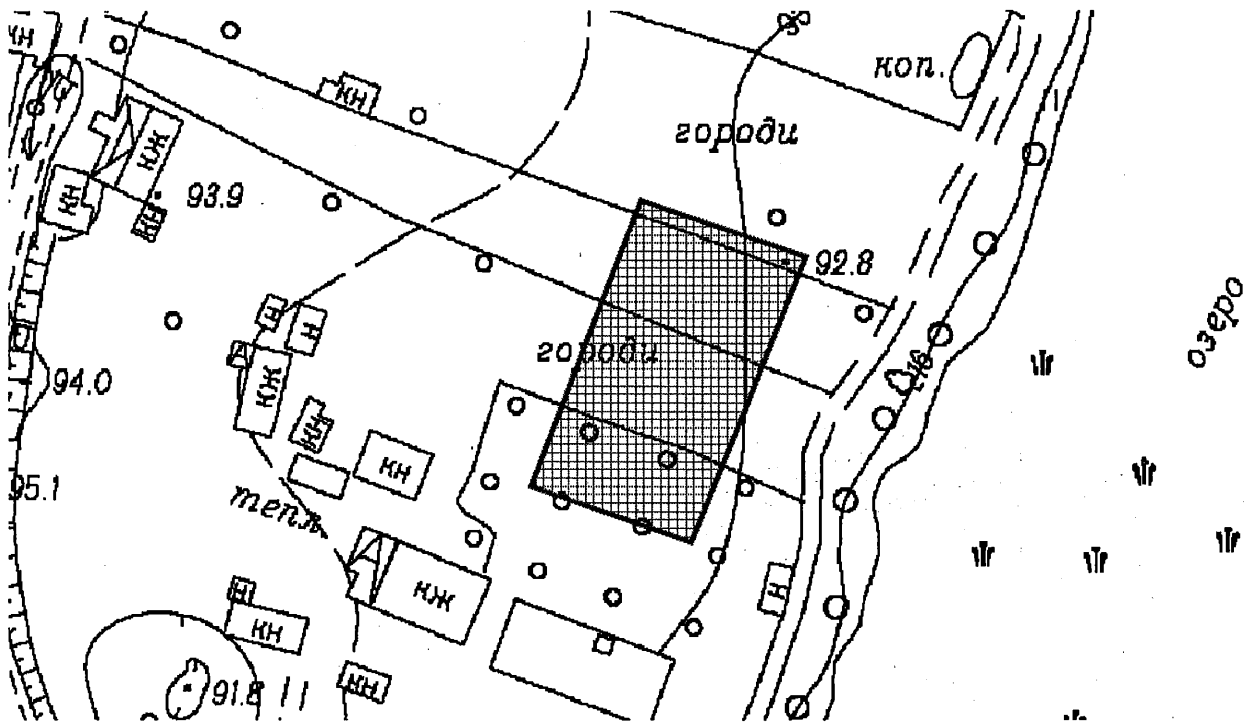 кн
коп.
кн
городи
кж
кн
93.9
кн
92.8
н
н
озеро
городи
94.0
кж
кн
кн
95.1
тепл
кж
н
н
кн
91.8
кн